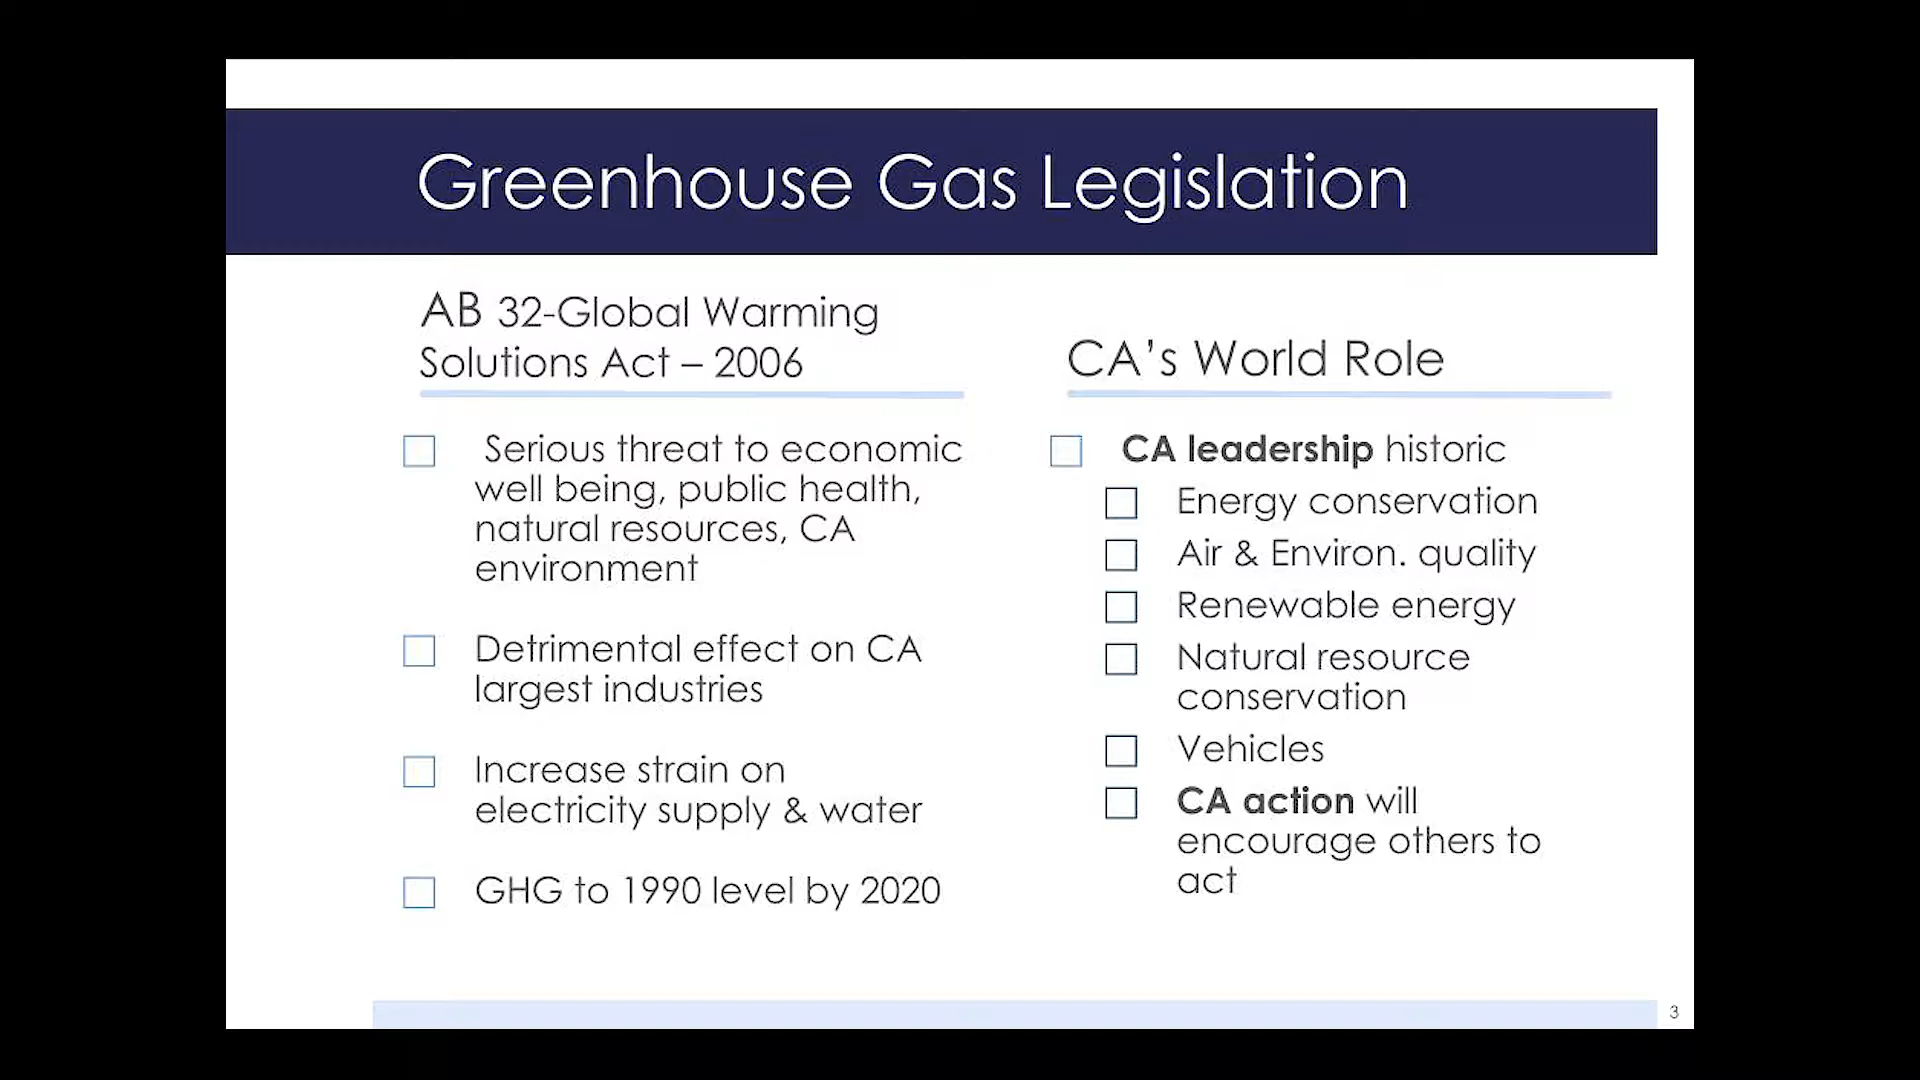 Greenhouse Gas Legislation
AB 32-Global Warming
Solutions Act – 2006
Serious threat to economic
well being, public health,
natural resources, CA
environment
Detrimental effect on CA
largest industries
Increase strain on
electricity supply & water
GHG to 1990 level by 2020
CA's World Role
CA leadership historic
Energy conservation
Air & Environ. quality
Renewable energy
Natural resource
conservation
Vehicles
CA action will
encourage others to
act
3